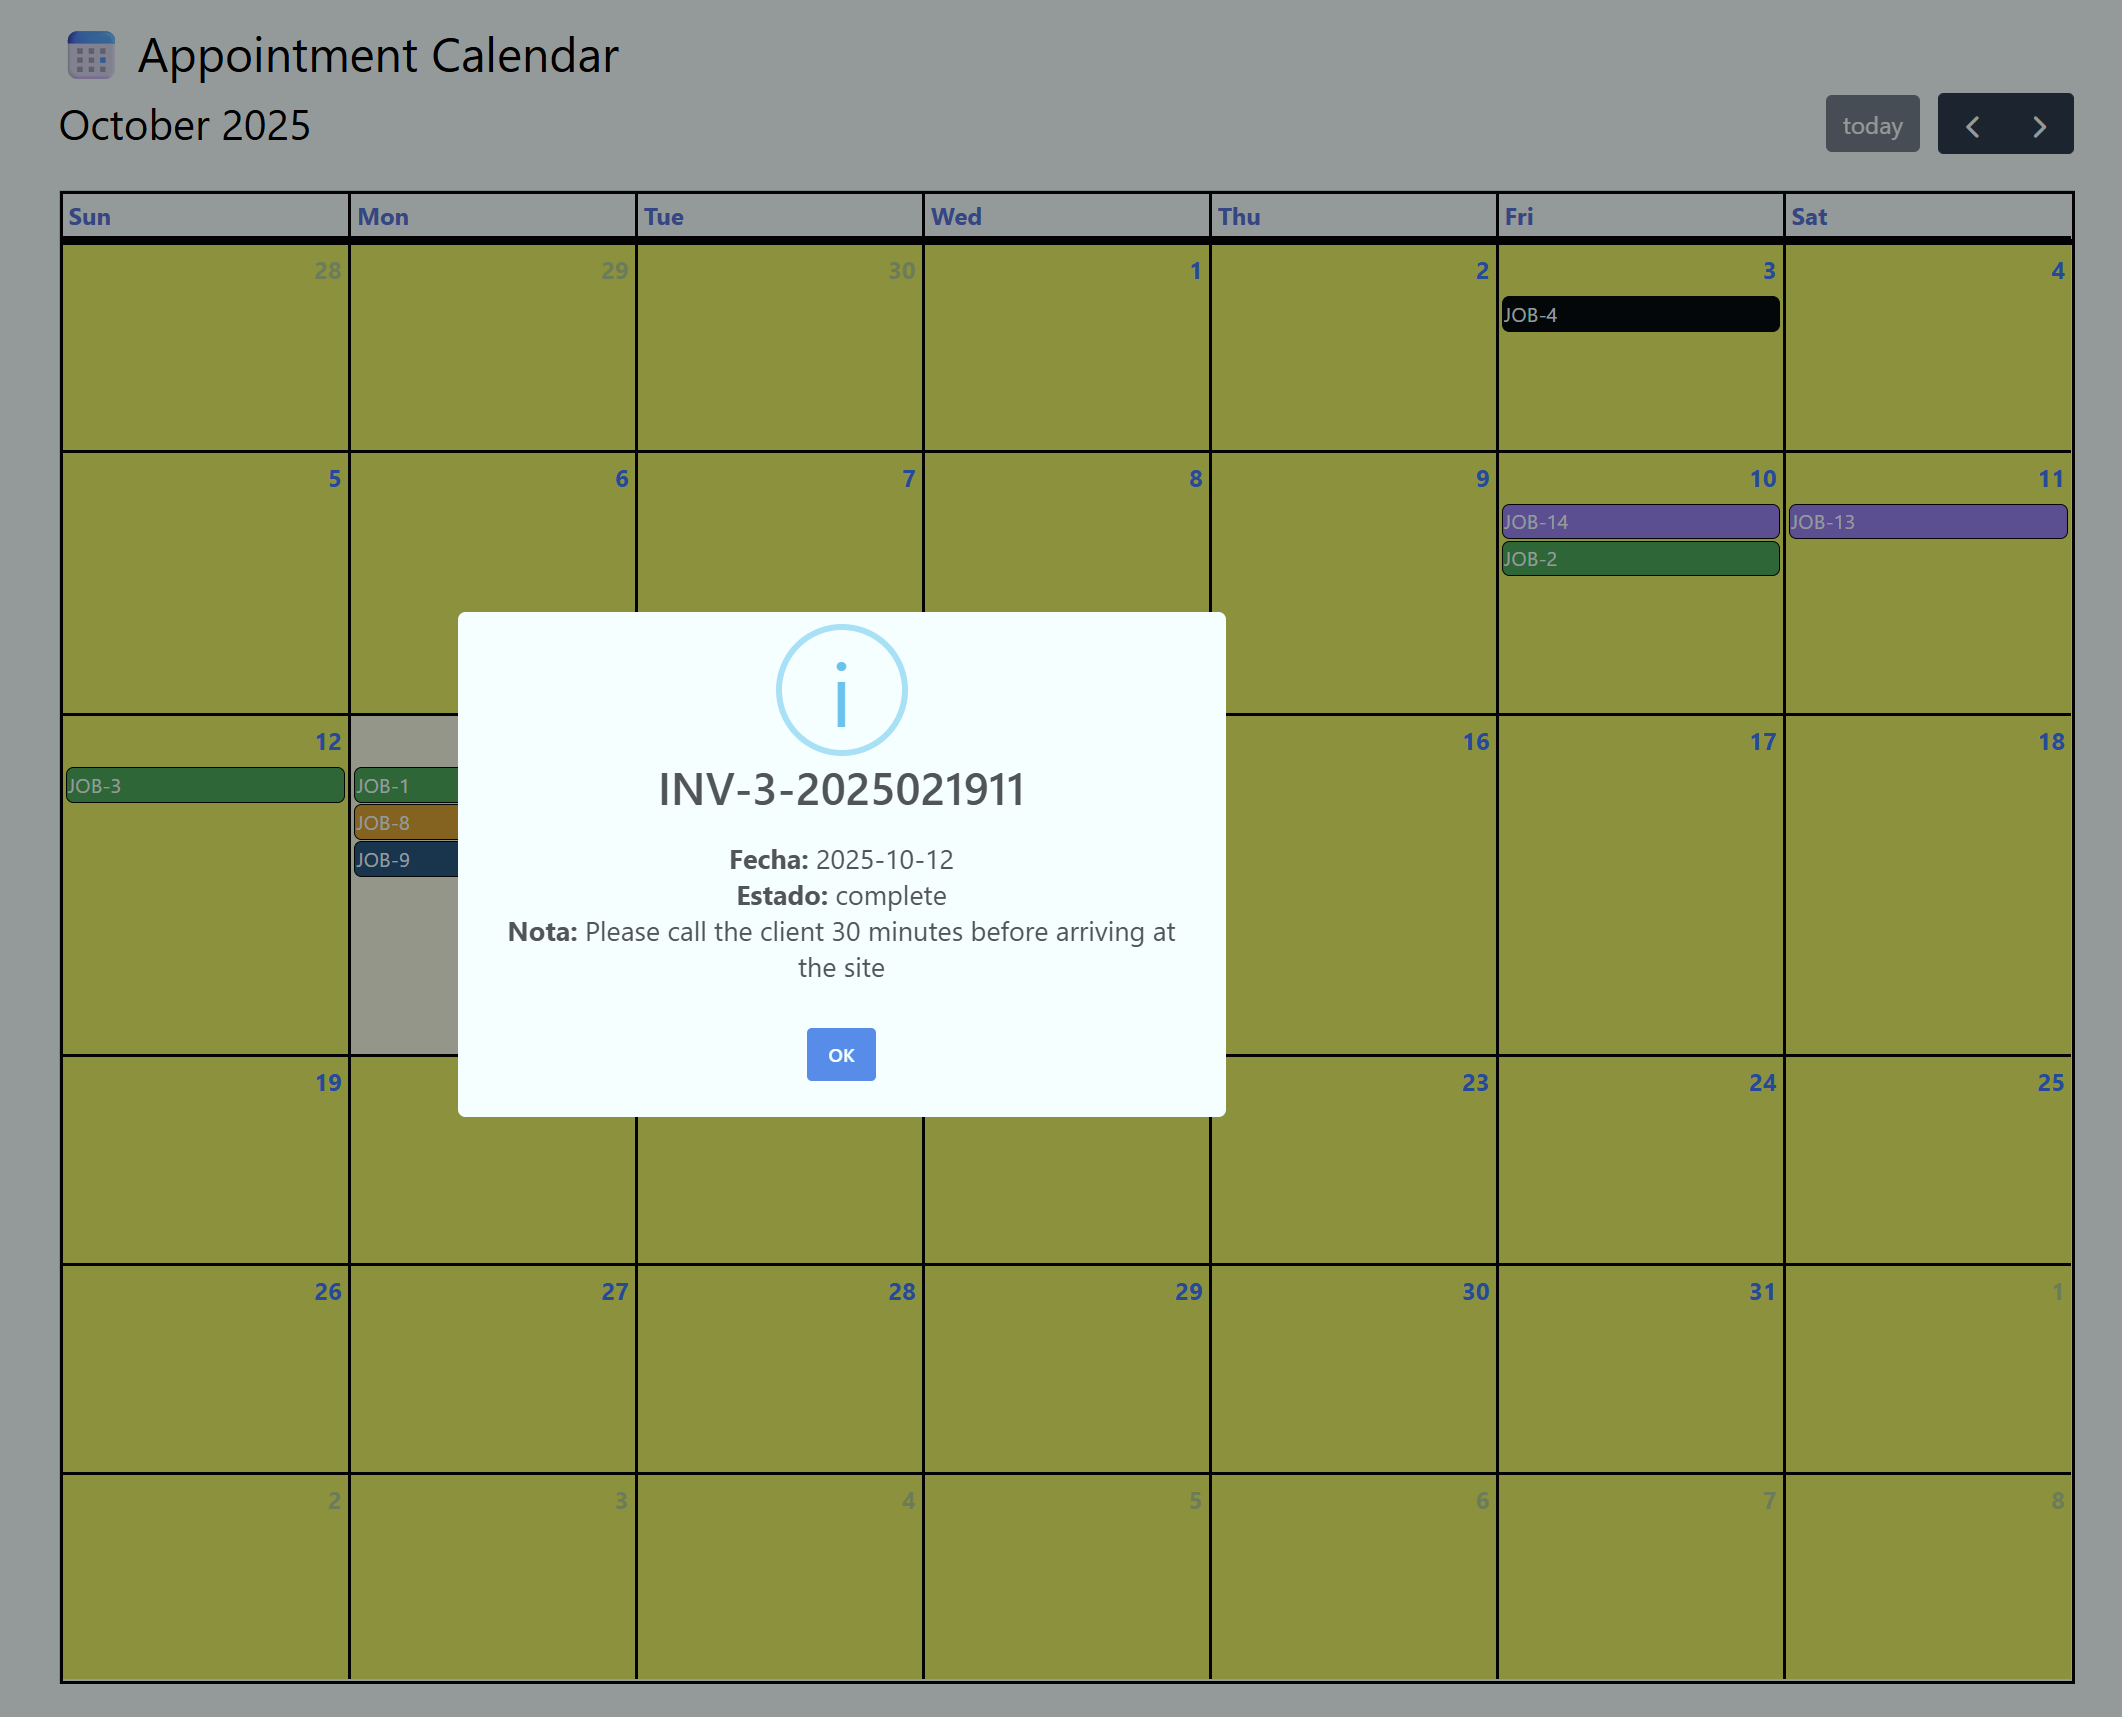 Appointment Calendar
October 2025
today
Sun Mon Tue Wed Thu Fri Sat
28 29 30 1 2 3 4
JOB-4
5 6 7 8 9 10 11
JOB-14 JOB-13
JOB-2
12 16 17 18
JOB-3 JOB-1
JOB-8
JOB-9
INV-3-2025021911
Fecha: 2025-10-12
Estado: complete
Nota: Please call the client 30 minutes before arriving at
the site
OK
19 23 24 25
26 27 28 29 30 31 1
2 3 4 5 6 7 8